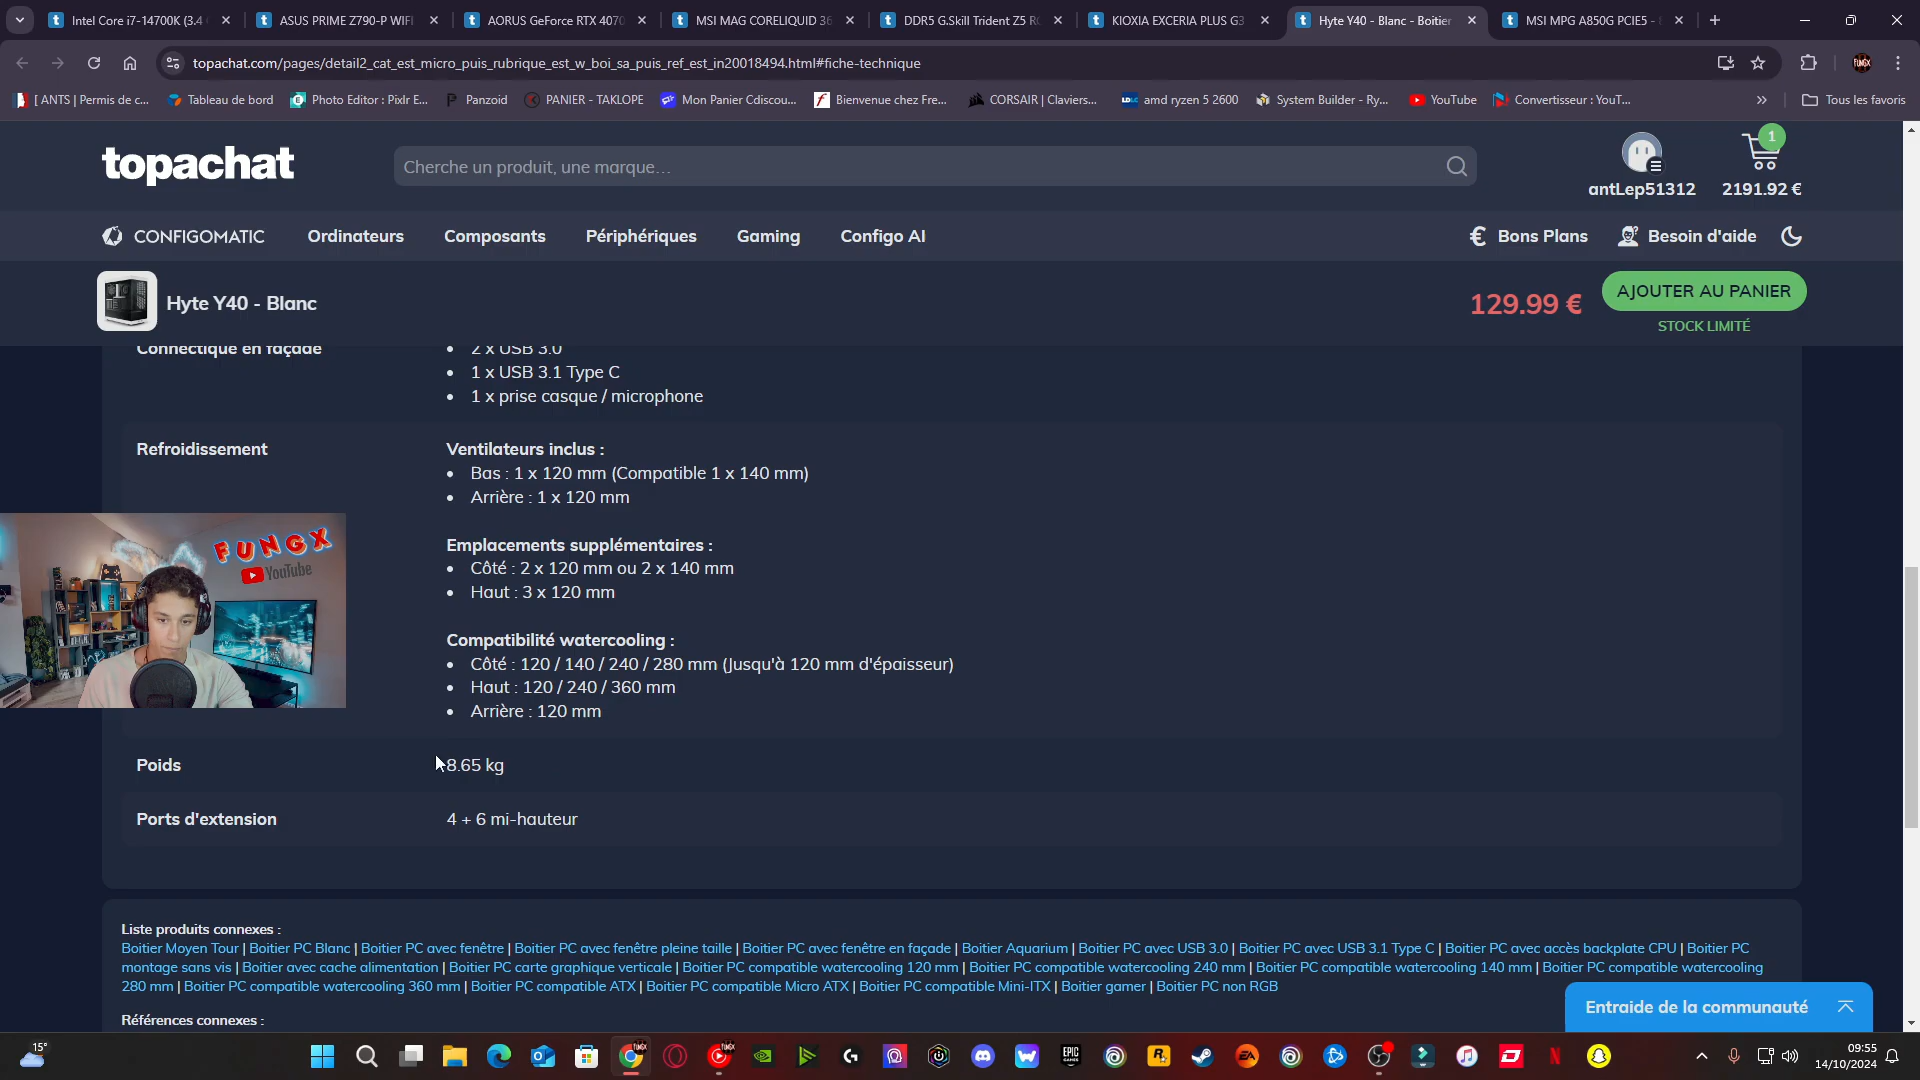 Intel Core i7-14700K (3.4
ASUS PRIME Z790-P WIFI
AORUS GeForce RTX 4070
MSI MAG CORELIQUID 36
DDR5 G.Skill Trident Z5 RG
KIOXIA EXCERIA PLUS G3
Hyte Y40 - Blanc - Boitier
MSI MPG A850G PCIE5 -
topachat.com/pages/detail2_cat_est_micro_puis_rubrique_est_w_boi_sa_puis_ref_est_in20018494.html#fiche-technique
[ ANTS | Permis de c...
Tableau de bord
Photo Editor : Pixlr E...
Panzoid
PANIER - TAKLOPE
Mon Panier Cdiscou...
Bienvenue chez Fre...
CORSAIR | Claviers...
amd ryzen 5 2600
System Builder - Ry...
YouTube
Convertisseur : YouT...
»
Tous les favoris
topachat
Cherche un produit, une marque...
antLep51312
1
2191.92 €
CONFIGOMATIC
Ordinateurs
Composants
Périphériques
Gaming
Configo AI
€ Bons Plans
Besoin d'aide
Hyte Y40 - Blanc
129.99 €
AJOUTER AU PANIER
STOCK LIMITÉ
Connectique en façade
• 2 x USB 3.0
• 1 x USB 3.1 Type C
• 1 x prise casque / microphone
Refroidissement
Ventilateurs inclus :
• Bas : 1 x 120 mm (Compatible 1 x 140 mm)
• Arrière : 1 x 120 mm
Emplacements supplémentaires :
• Côté : 2 x 120 mm ou 2 x 140 mm
• Haut : 3 x 120 mm
Compatibilité watercooling :
• Côté : 120 / 140 / 240 / 280 mm (Jusqu'à 120 mm d'épaisseur)
• Haut : 120 / 240 / 360 mm
• Arrière : 120 mm
FUNGX
YouTube
Poids
8.65 kg
Ports d'extension
4 + 6 mi-hauteur
Liste produits connexes :
Boitier Moyen Tour | Boitier PC Blanc | Boitier PC avec fenêtre | Boitier PC avec fenêtre pleine taille | Boitier PC avec fenêtre en façade | Boitier Aquarium | Boitier PC avec USB 3.0 | Boitier PC avec USB 3.1 Type C | Boitier PC avec accès backplate CPU | Boitier PC
montage sans vis | Boitier avec cache alimentation | Boitier PC carte graphique verticale | Boitier PC compatible watercooling 120 mm | Boitier PC compatible watercooling 240 mm | Boitier PC compatible watercooling 140 mm | Boitier PC compatible watercooling
280 mm | Boitier PC compatible watercooling 360 mm | Boitier PC compatible ATX | Boitier PC compatible Micro ATX | Boitier PC compatible Mini-ITX | Boitier gamer | Boitier PC non RGB
Références connexes :
Entraide de la communauté
15°
09:55
14/10/2024